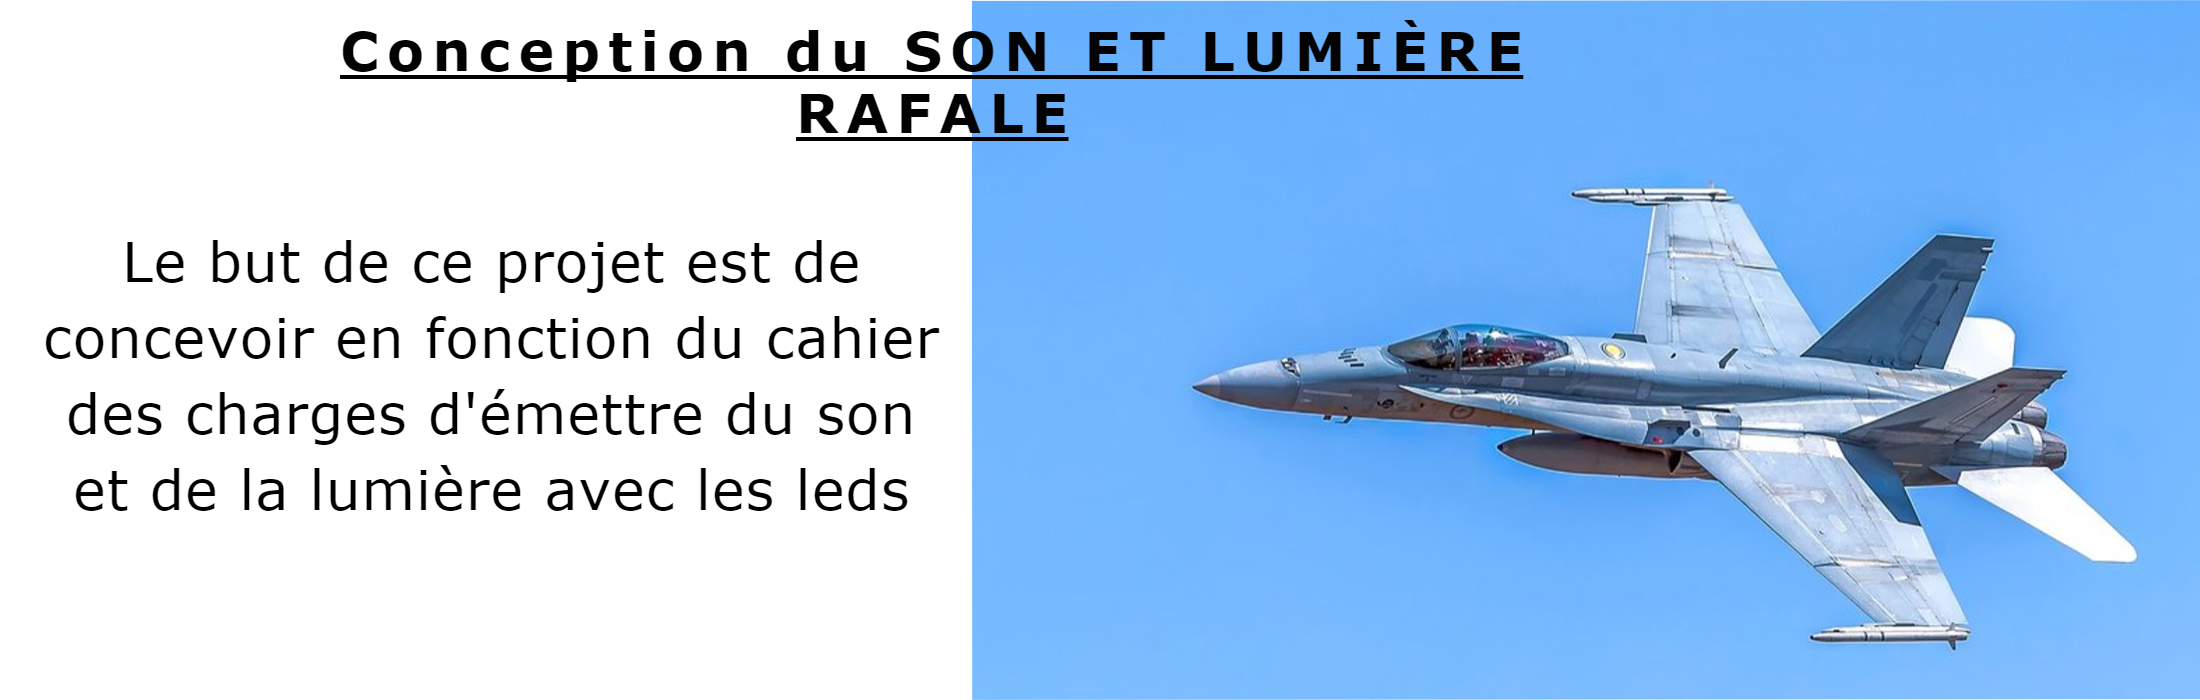 Conception du SON ET LUMIÈRE
RAFALE
Le but de ce projet est de
concevoir en fonction du cahier
des charges d'émettre du son
et de la lumière avec les leds